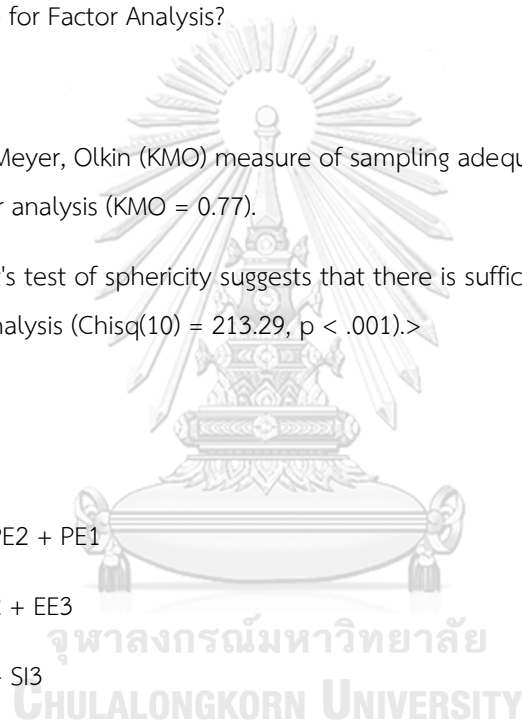 for Factor Analysis?
Meyer, Olkin (KMO) measure of sampling adequ
r analysis (KMO = 0.77).
's test of sphericity suggests that there is suffic
nalysis (Chisq(10) = 213.29, p < .001).>
PE2 + PE1
+ EE3
จุฬาลงกรณ์มหาวิทยาลัย
SI3
CHULALONGKORN UNIVERSITY